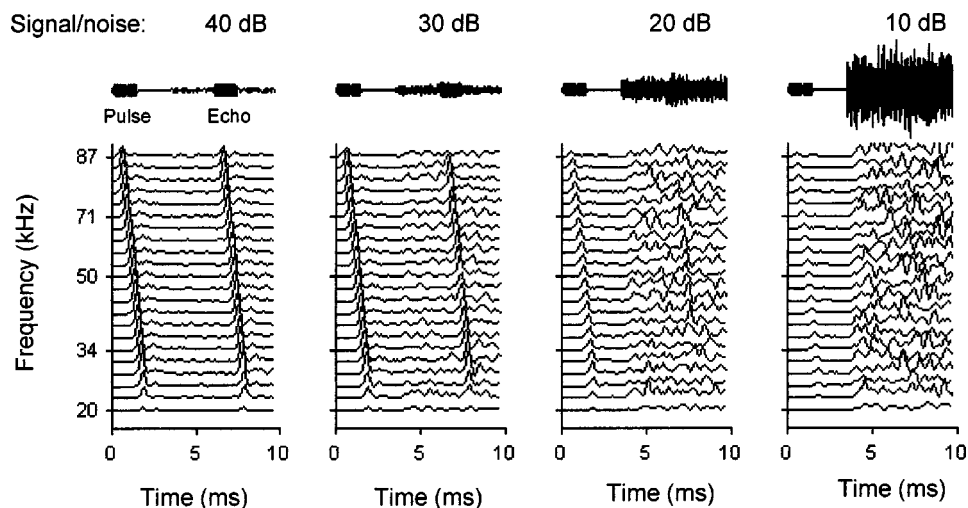 Signal/noise: 40 dB 30 dB 20 dB 10 dB
Pulse Echo
Frequency (kHz)
87
71
50
34
20
0 5 10 0 5 10 0 5 10 0 5 10
Time (ms) Time (ms) Time (ms) Time (ms)